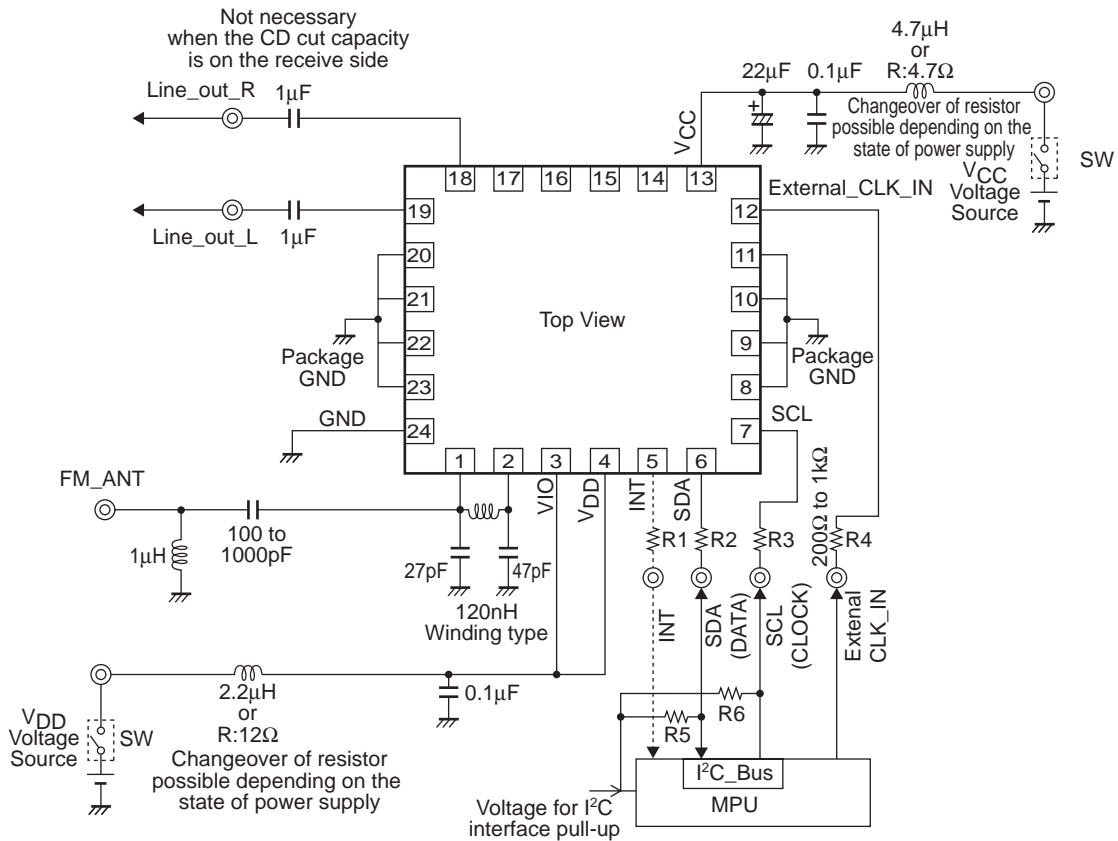 Not necessary
when the CD cut capacity
is on the receive side
Line_out_R
1μF
4.7μH
or
R:4.7Ω
22μF
0.1μF
+
Changeover of resistor
possible depending on the
state of power supply
VCC
SW
VCC
Voltage
Source
18
17
16
15
14
13
External_CLK_IN
19
12
Line_out_L
1μF
20
11
21
10
Top View
22
9
Package
GND
Package
GND
23
8
GND
SCL
24
7
1
2
3
4
5
6
FM_ANT
VIO
VDD
INT
SDA
200Ω to 1kΩ
100 to
1000pF
1μH
R1
R2
R3
R4
27pF
47pF
120nH
Winding type
INT
SDA
(DATA)
SCL
(CLOCK)
Extenal
CLK_IN
2.2μH
or
R:12Ω
0.1μF
R6
R5
VDD
Voltage
Source
SW
Changeover of resistor
possible depending on the
state of power supply
I²C_Bus
MPU
Voltage for I²C
interface pull-up